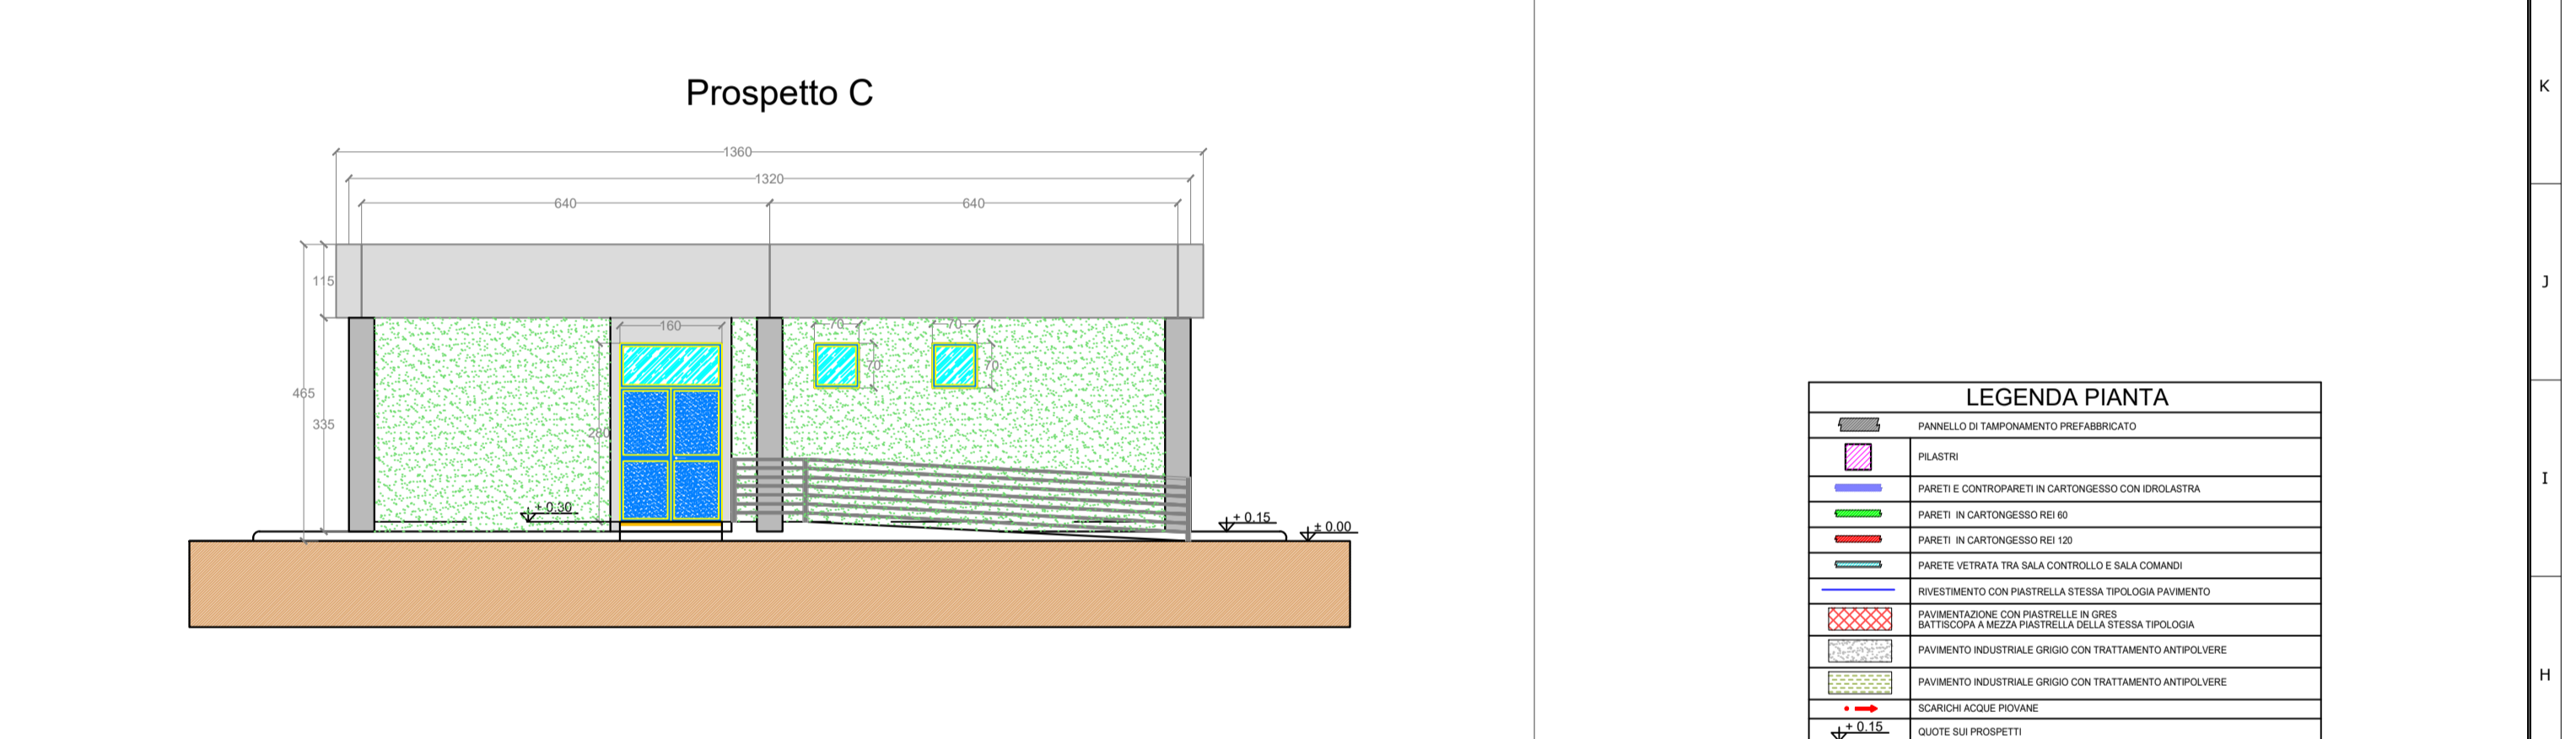 Prospetto C
1360
1320
640 640
115
465
335
160
280
70 70
70 70
+ 0.30
+ 0.15
± 0.00
LEGENDA PIANTA
PANNELLO DI TAMPONAMENTO PREFABBRICATO
PILASTRI
PARETI E CONTROPARETI IN CARTONGESSO CON IDROLASTRA
PARETI IN CARTONGESSO REI 60
PARETI IN CARTONGESSO REI 120
PARETE VETRATA TRA SALA CONTROLLO E SALA COMANDI
RIVESTIMENTO CON PIASTRELLA STESSA TIPOLOGIA PAVIMENTO
PAVIMENTAZIONE CON PIASTRELLE IN GRES
BATTISCOPA A MEZZA PIASTRELLA DELLA STESSA TIPOLOGIA
PAVIMENTO INDUSTRIALE GRIGIO CON TRATTAMENTO ANTIPOLVERE
PAVIMENTO INDUSTRIALE GRIGIO CON TRATTAMENTO ANTIPOLVERE
SCARICHI ACQUE PIOVANE
+ 0.15 QUOTE SUI PROSPETTI
K
J
I
H